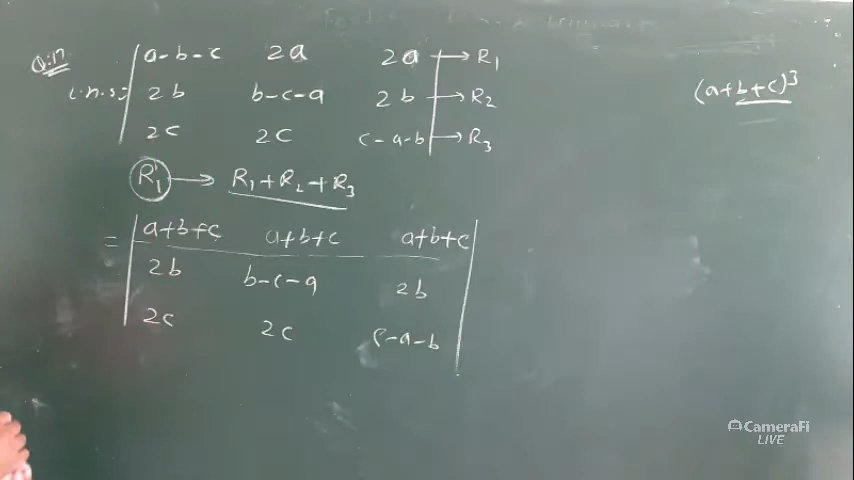 Q.17
| a-b-c 2a 2a | → R₁
L.H.S = | 2b b-c-a 2b | → R₂
(a+b+c)³
| 2c 2c c-a-b | → R₃
R₁' → R₁+R₂+R₃
= | a+b+c a+b+c a+b+c |
| 2b b-c-a 2b |
| 2c 2c c-a-b |
CameraFi
LIVE